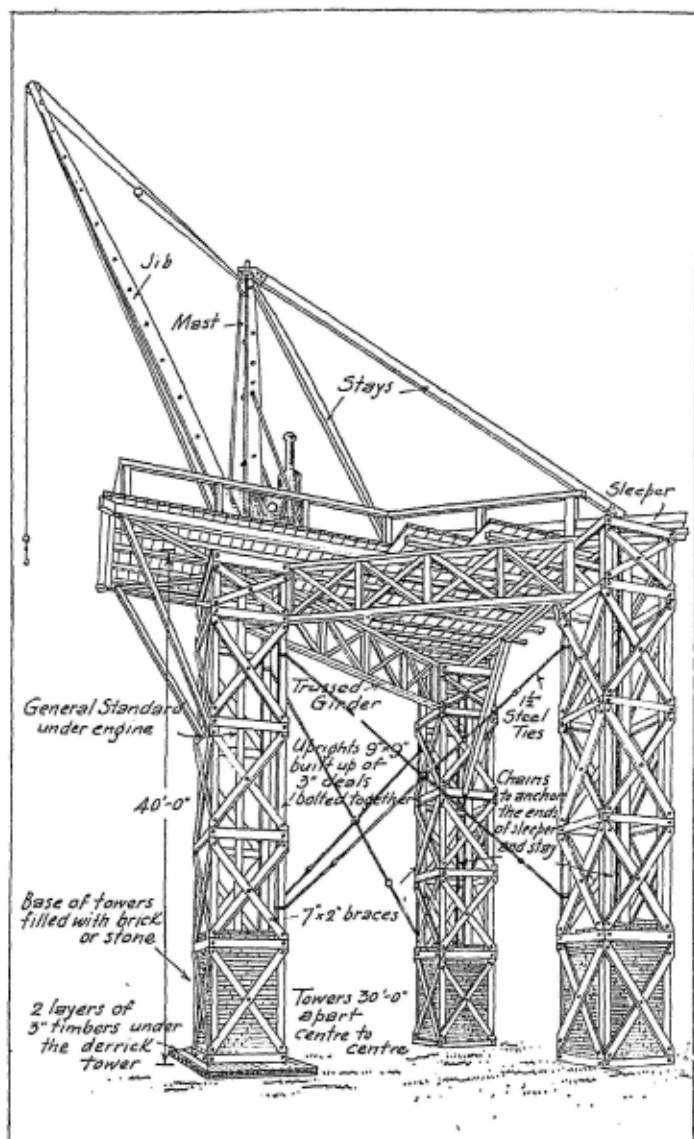 Jib
Mast
Stays
Sleeper
General Standard
under engine
Trussed
Girder
1½"
Steel
Ties
Uprights 9"x9"
built up of
3" deals
bolted together
Chains
to anchor
the ends
of sleeper
and stay
40'-0"
Base of towers
filled with brick
or stone
7"x2" braces
2 layers of
3" timbers under
the derrick
tower
Towers 30'-0"
apart
centre to
centre